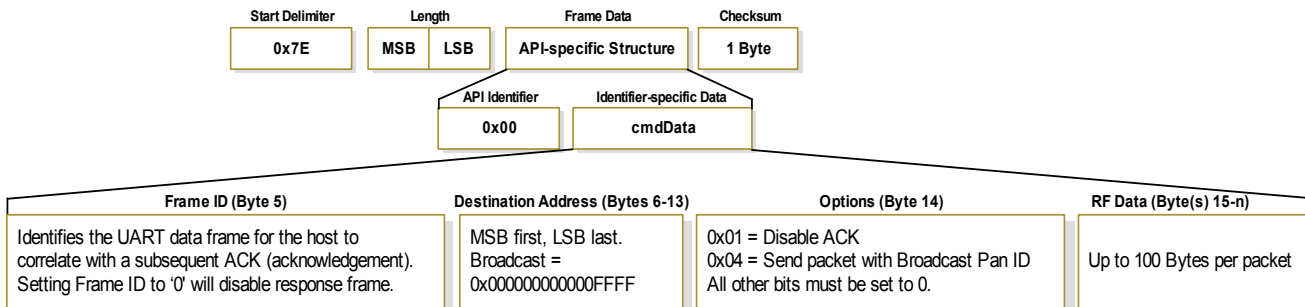 Start Delimiter
Length
Frame Data
Checksum
0x7E
MSB
LSB
API-specific Structure
1 Byte
API Identifier
Identifier-specific Data
0x00
cmdData
Frame ID (Byte 5)
Identifies the UART data frame for the host to
correlate with a subsequent ACK (acknowledgement).
Setting Frame ID to ‘0' will disable response frame.
Destination Address (Bytes 6-13)
MSB first, LSB last.
Broadcast =
0x000000000000FFFF
Options (Byte 14)
0x01 = Disable ACK
0x04 = Send packet with Broadcast Pan ID
All other bits must be set to 0.
RF Data (Byte(s) 15-n)
Up to 100 Bytes per packet